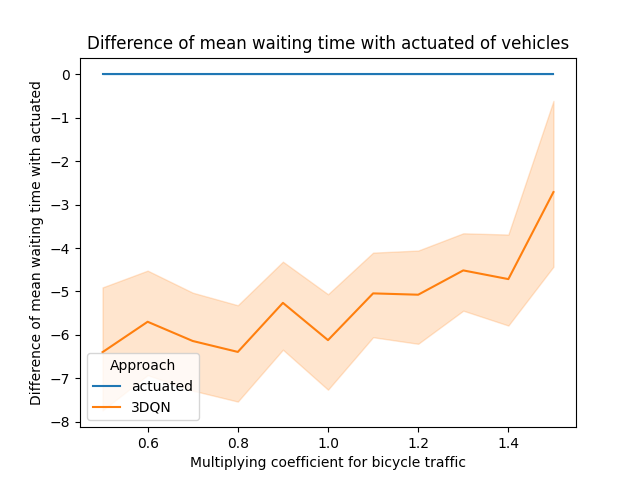 Difference of mean waiting time with actuated of vehicles
Difference of mean waiting time with actuated
0
−1
−2
−3
−4
−5
−6
−7
−8
Approach
actuated
3DQN
0.6 0.8 1.0 1.2 1.4
Multiplying coefficient for bicycle traffic